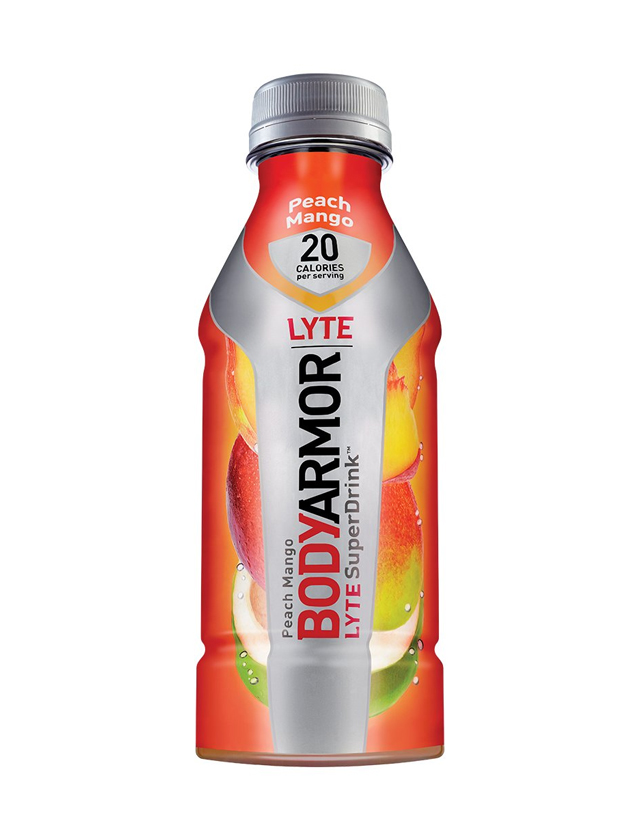 Peach
Mango
20
CALORIES
per serving
LYTE
Peach Mango
BODYARMOR
LYTE SuperDrink™